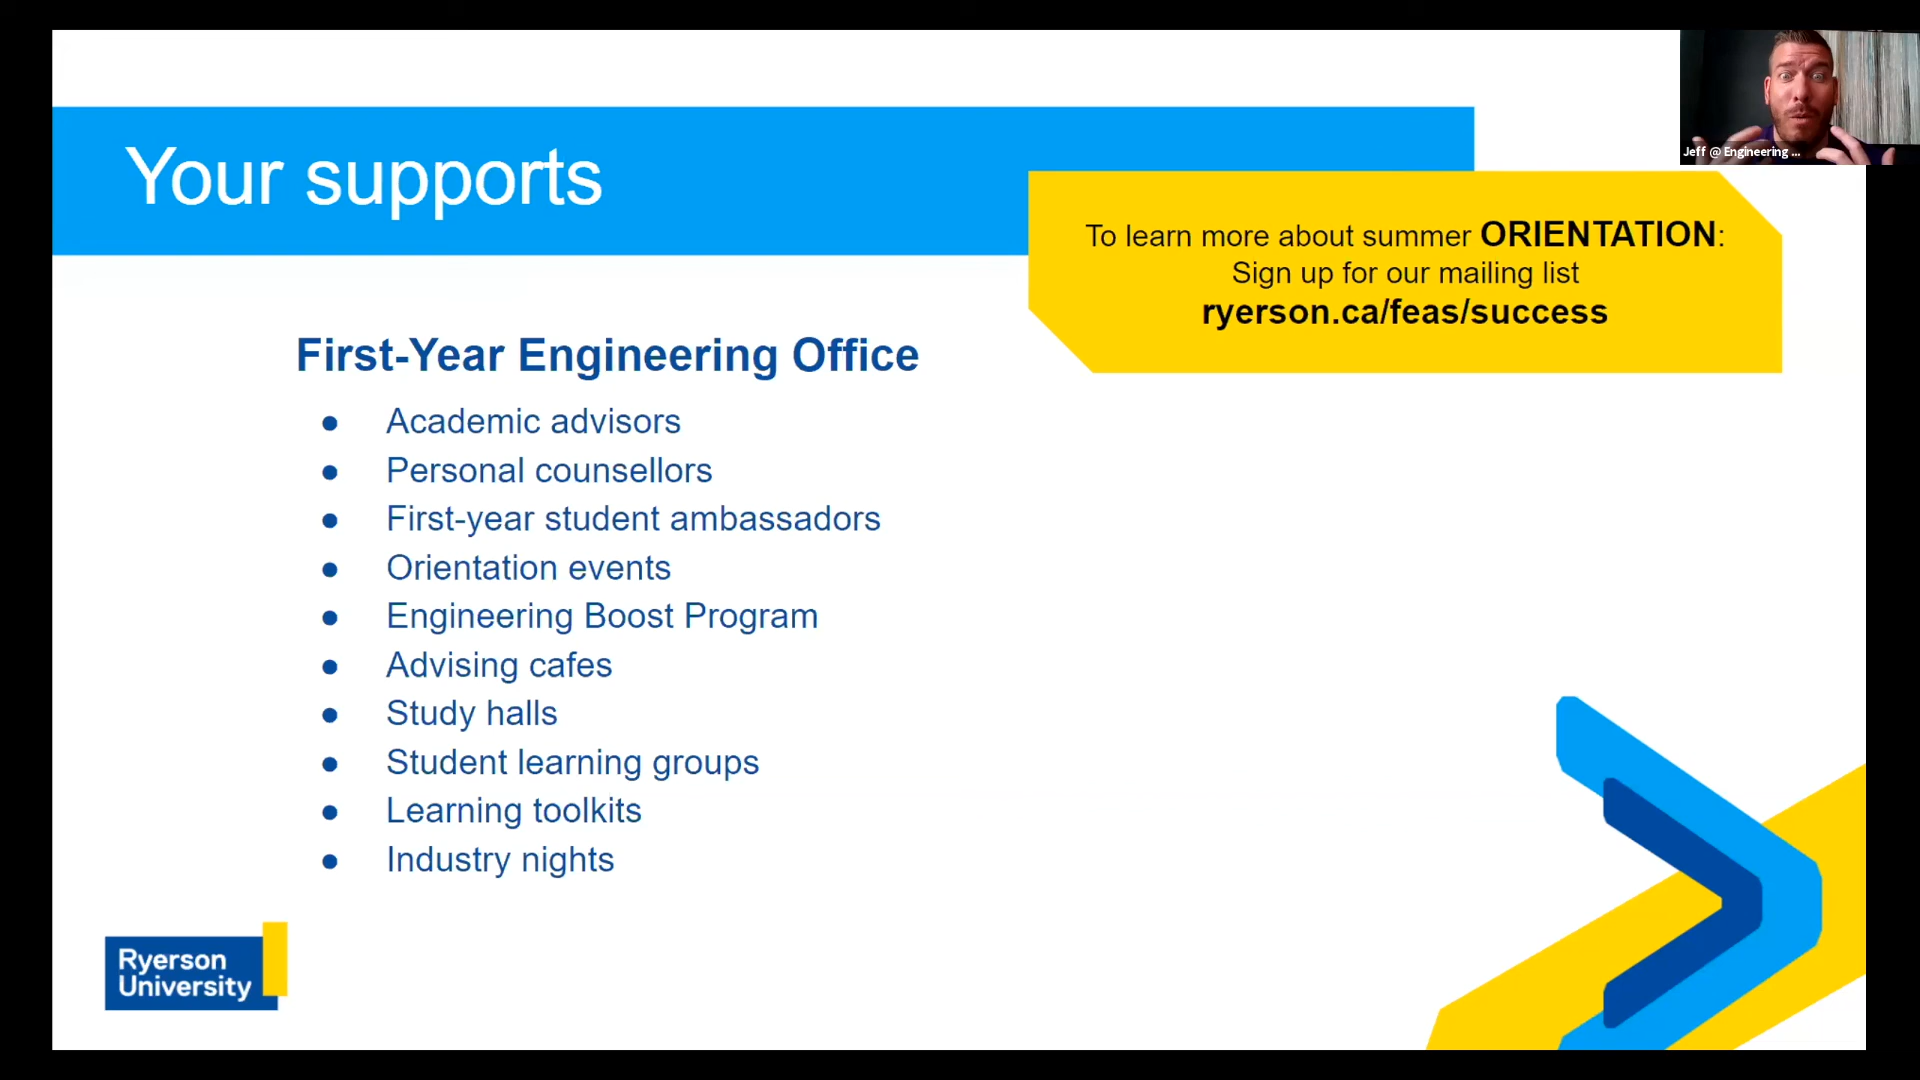 Your supports
Jeff @ Engineering ...
To learn more about summer ORIENTATION:
Sign up for our mailing list
ryerson.ca/feas/success
First-Year Engineering Office
● Academic advisors
● Personal counsellors
● First-year student ambassadors
● Orientation events
● Engineering Boost Program
● Advising cafes
● Study halls
● Student learning groups
● Learning toolkits
● Industry nights
Ryerson
University